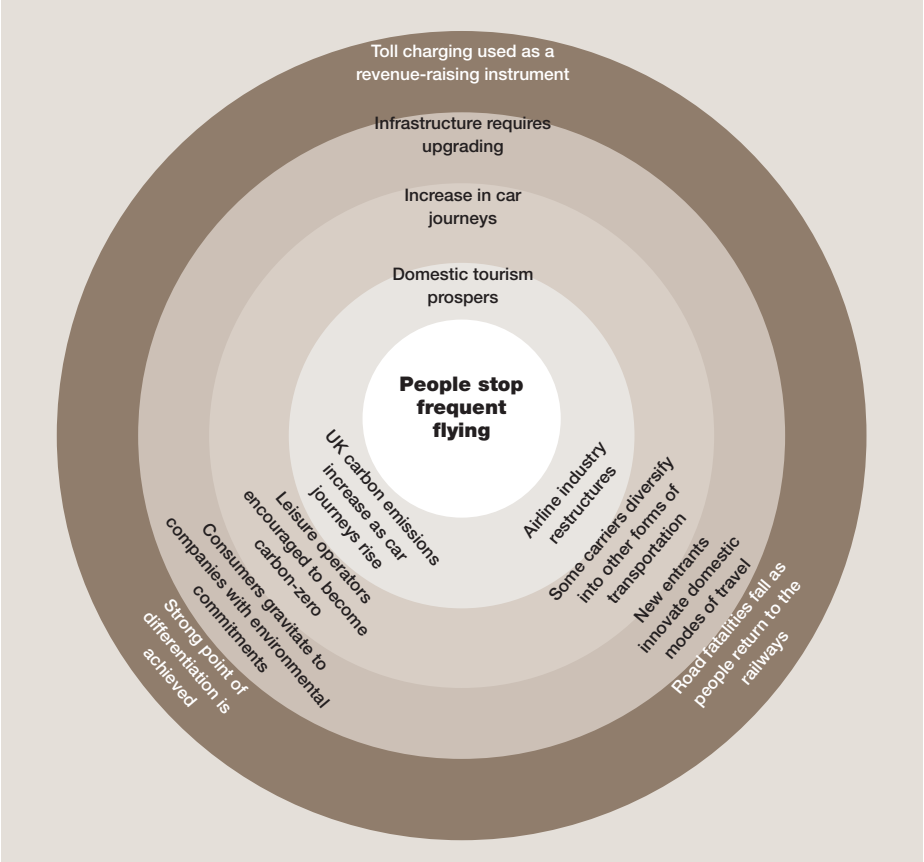 Toll charging used as a
revenue-raising instrument
Infrastructure requires
upgrading
Increase in car
journeys
Domestic tourism
prospers
People stop
frequent
flying
UK carbon emissions
increase as car
journeys rise
Leisure operators
encouraged to become
carbon-zero
Consumers gravitate to
companies with environmental
commitments
Strong point of
differentiation is
achieved
Airline industry
restructures
Some carriers diversify
into other forms of
transportation
New entrants
innovate domestic
modes of travel
Road fatalities fall as
people return to the
railways